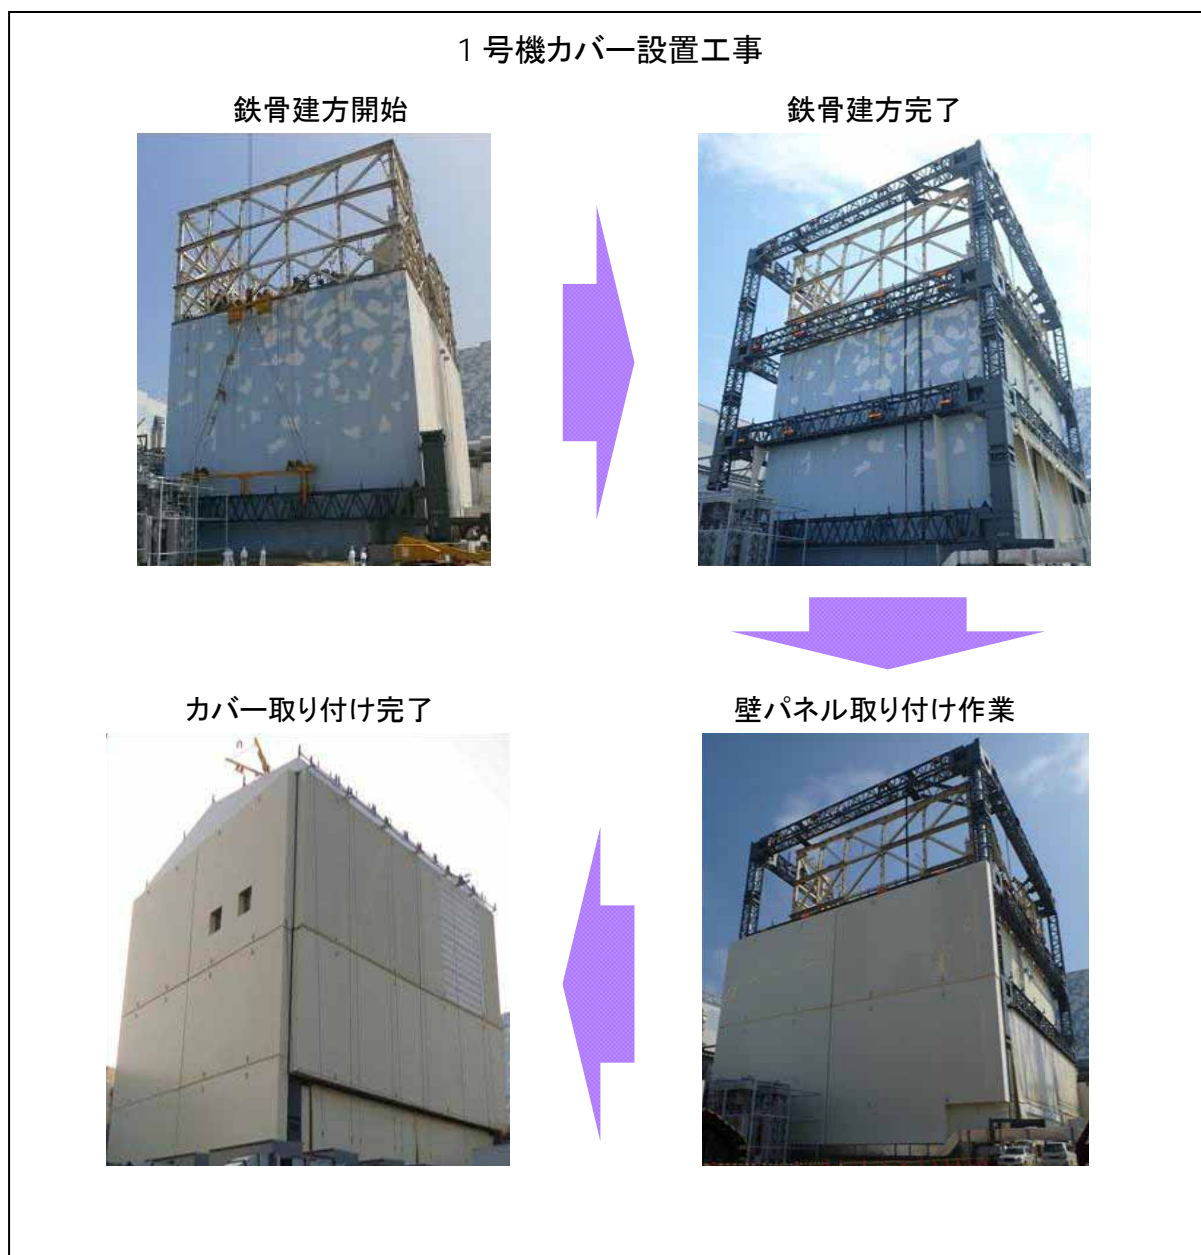 1号機カバー設置工事
鉄骨建方開始
鉄骨建方完了
壁パネル取り付け作業
カバー取り付け完了